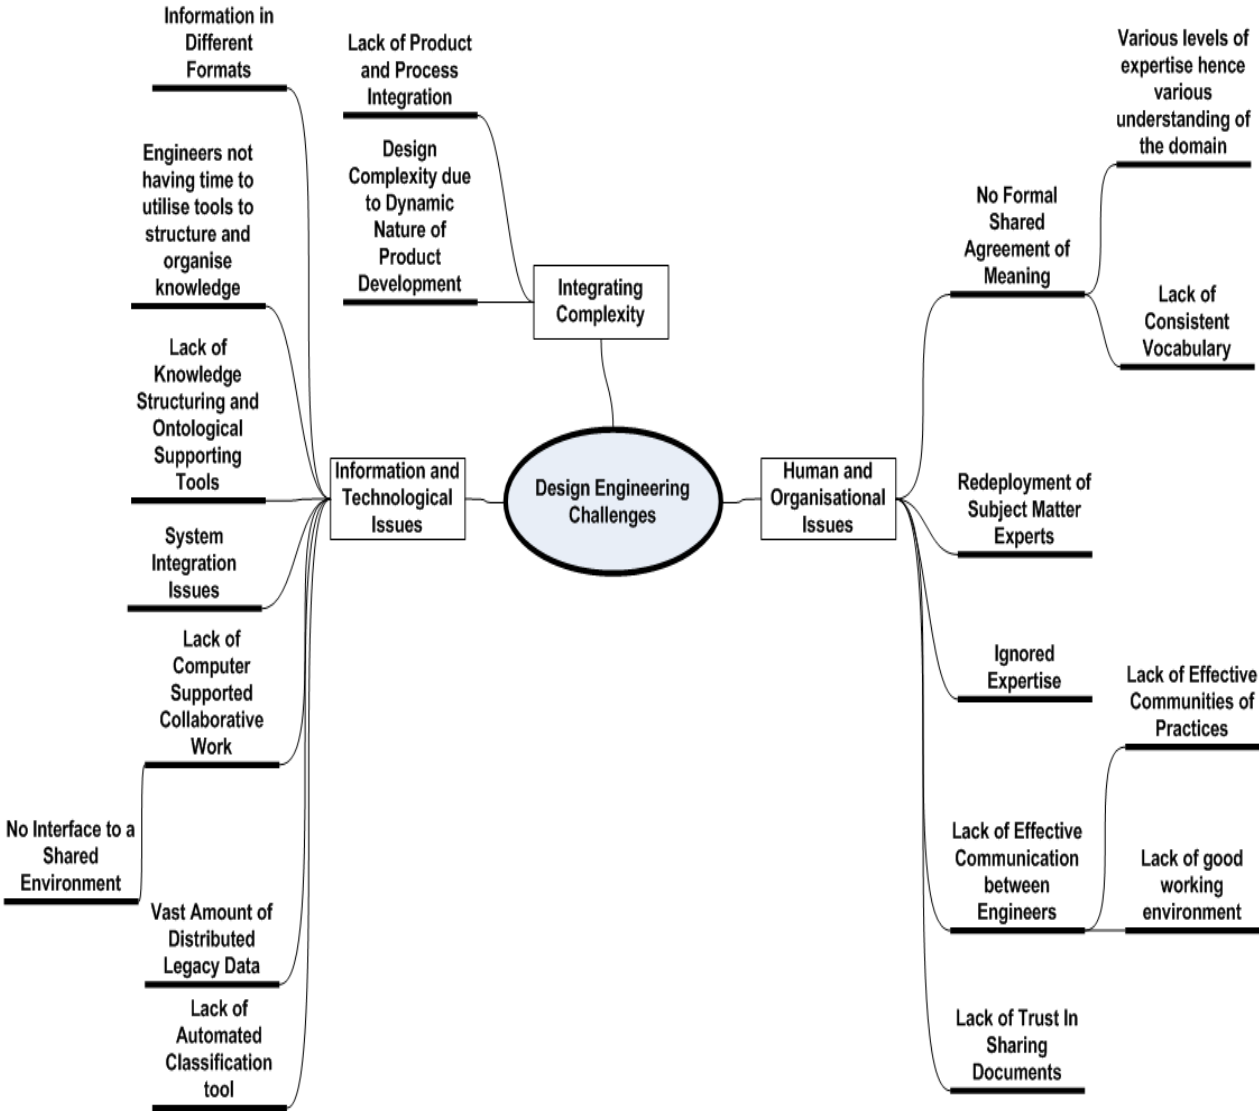 Information in
Different
Formats
Engineers not
having time to
utilise tools to
structure and
organise
knowledge
Lack of
Knowledge
Structuring and
Ontological
Supporting
Tools
System
Integration
Issues
Lack of
Computer
Supported
Collaborative
Work
No Interface to a
Shared
Environment
Vast Amount of
Distributed
Legacy Data
Lack of
Automated
Classification
tool
Information and
Technological
Issues
Lack of Product
and Process
Integration
Design
Complexity due
to Dynamic
Nature of
Product
Development
Integrating
Complexity
Design Engineering
Challenges
Human and
Organisational
Issues
No Formal
Shared
Agreement of
Meaning
Various levels of
expertise hence
various
understanding of
the domain
Lack of
Consistent
Vocabulary
Redeployment of
Subject Matter
Experts
Ignored
Expertise
Lack of Effective
Communication
between
Engineers
Lack of Effective
Communities of
Practices
Lack of good
working
environment
Lack of Trust In
Sharing
Documents